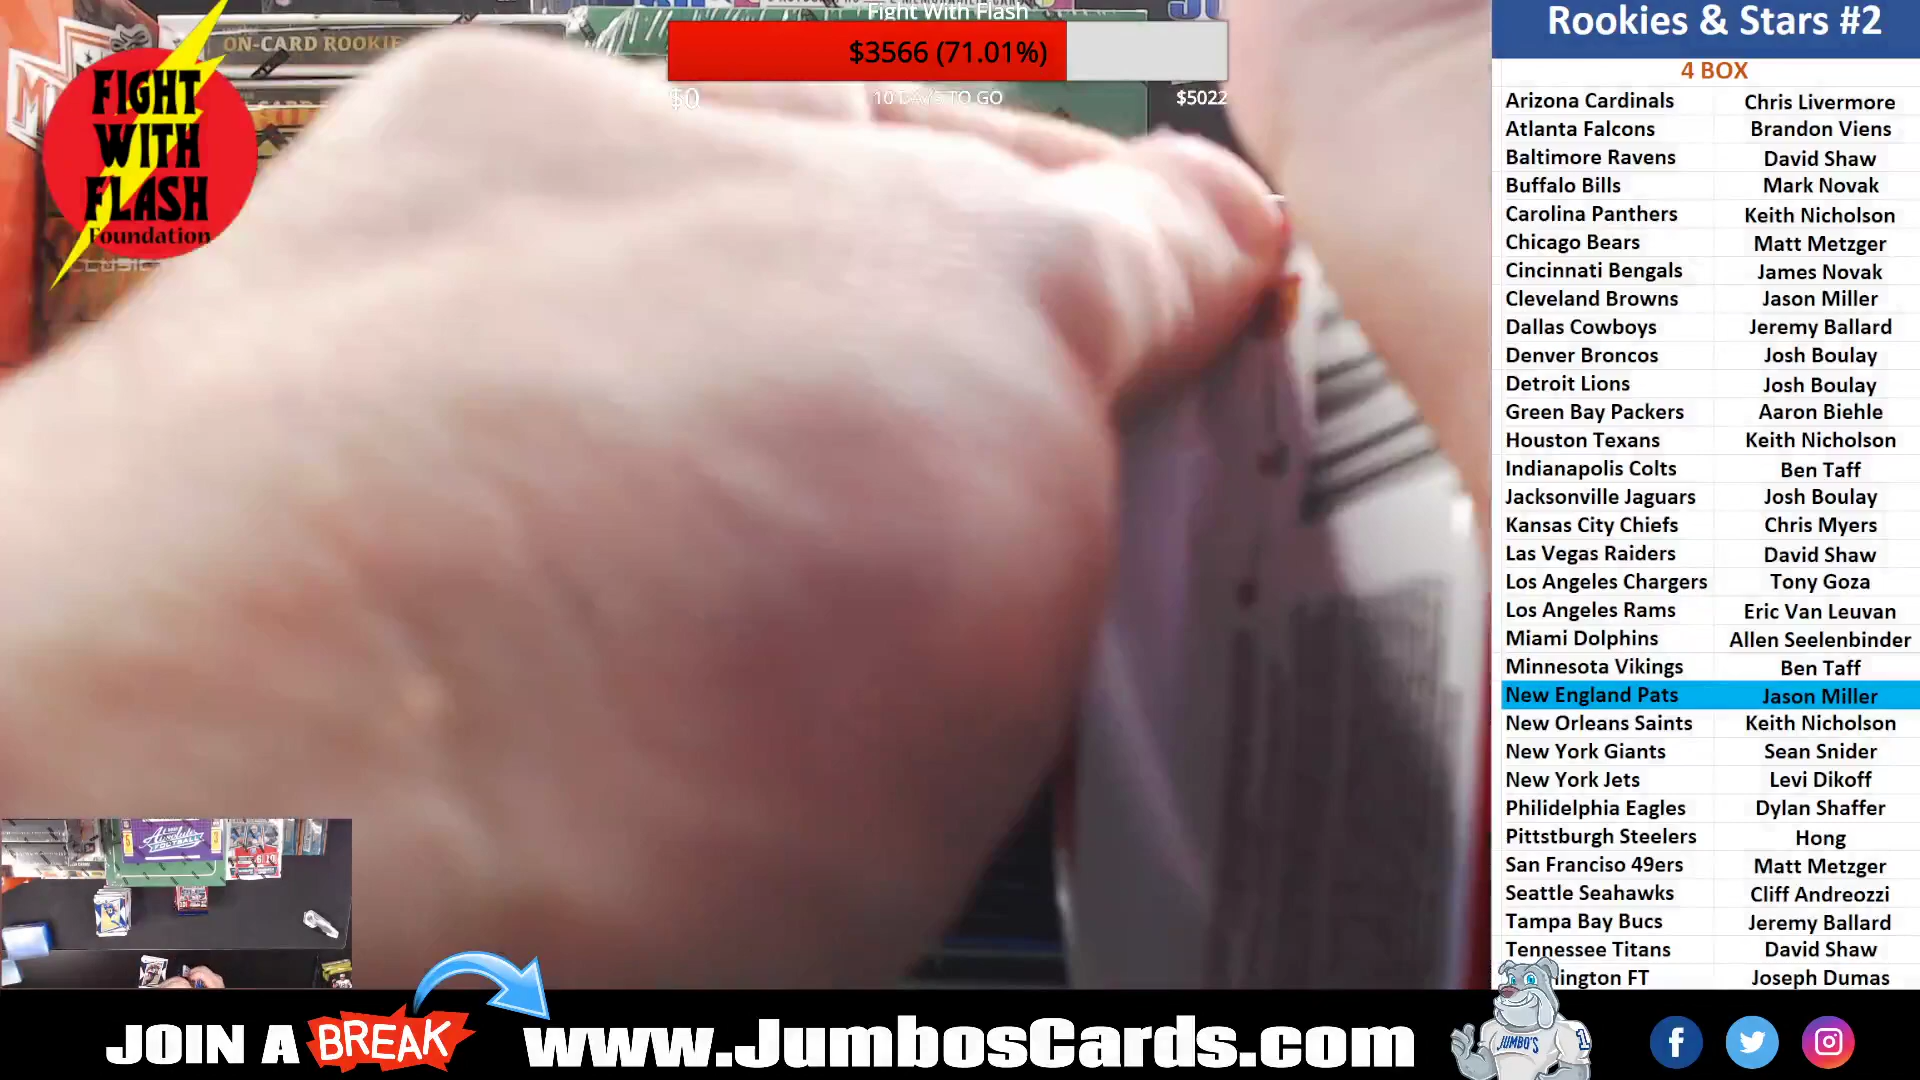 Fight With Flash
$3566 (71.01%)
$0
10 DAYS TO GO
$5022
ON-CARD ROOKIE
FIGHT
WITH
FLASH
Foundation
Rookies & Stars #2
4 BOX
Arizona Cardinals Chris Livermore
Atlanta Falcons Brandon Viens
Baltimore Ravens David Shaw
Buffalo Bills Mark Novak
Carolina Panthers Keith Nicholson
Chicago Bears Matt Metzger
Cincinnati Bengals James Novak
Cleveland Browns Jason Miller
Dallas Cowboys Jeremy Ballard
Denver Broncos Josh Boulay
Detroit Lions Josh Boulay
Green Bay Packers Aaron Biehle
Houston Texans Keith Nicholson
Indianapolis Colts Ben Taff
Jacksonville Jaguars Josh Boulay
Kansas City Chiefs Chris Myers
Las Vegas Raiders David Shaw
Los Angeles Chargers Tony Goza
Los Angeles Rams Eric Van Leuvan
Miami Dolphins Allen Seelenbinder
Minnesota Vikings Ben Taff
New England Pats Jason Miller
New Orleans Saints Keith Nicholson
New York Giants Sean Snider
New York Jets Levi Dikoff
Philidelphia Eagles Dylan Shaffer
Pittstburgh Steelers Hong
San Franciso 49ers Matt Metzger
Seattle Seahawks Cliff Andreozzi
Tampa Bay Bucs Jeremy Ballard
Tennessee Titans David Shaw
ington FT Joseph Dumas
Absolute
FOOTBALL
JOIN A BREAK www.JumbosCards.com
JUMBO'S
1